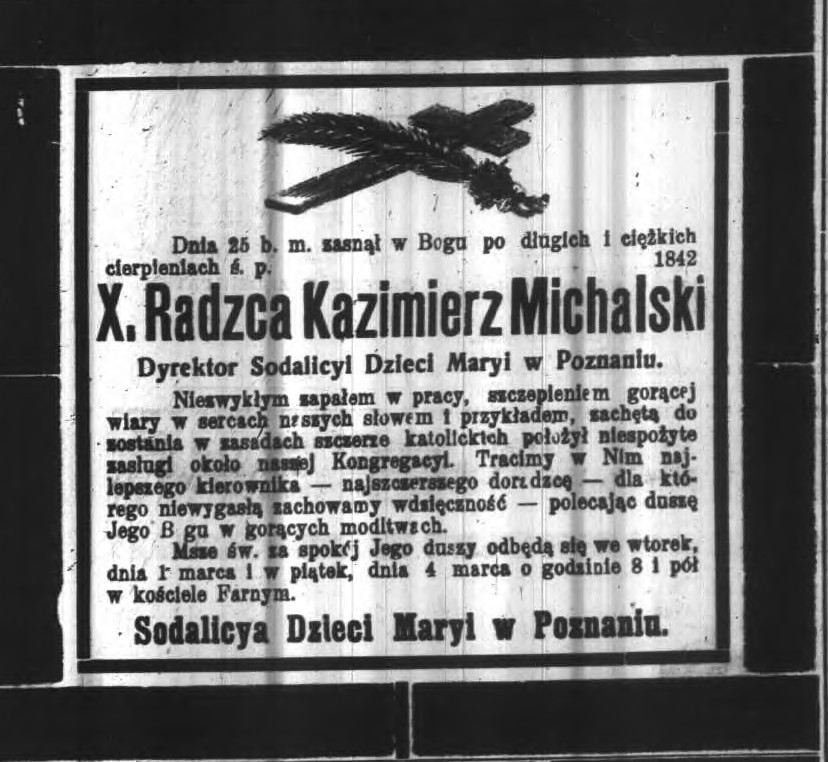 Dnia 25 b. m. zasnął w Bogu po długich i ciężkich
cierpieniach ś. p. 1842
X. Radzca Kazimierz Michalski
Dyrektor Sodalicyi Dzieci Maryi w Poznaniu.
Niezwykłym zapałem w pracy, szczepieniem gorącej
wiary w sercach naszych słowem i przykładem, zachętą do
zostania w zasadach szczerze katolickich położył niespożyte
zasługi około naszej Kongregacyi. Tracimy w Nim naj-
lepszego kierownika — najszczerszego doradzcę — dla któ-
rego niewygasłą zachowamy wdzięczność — polecając duszę
Jego B gu w gorących modlitwach.
Msze św. za spokój Jego duszy odbędą się we wtorek,
dnia 1 marca i w piątek, dnia 4 marca o godzinie 8 i pół
w kościele Farnym.
Sodalicya Dzieci Maryi w Poznaniu.